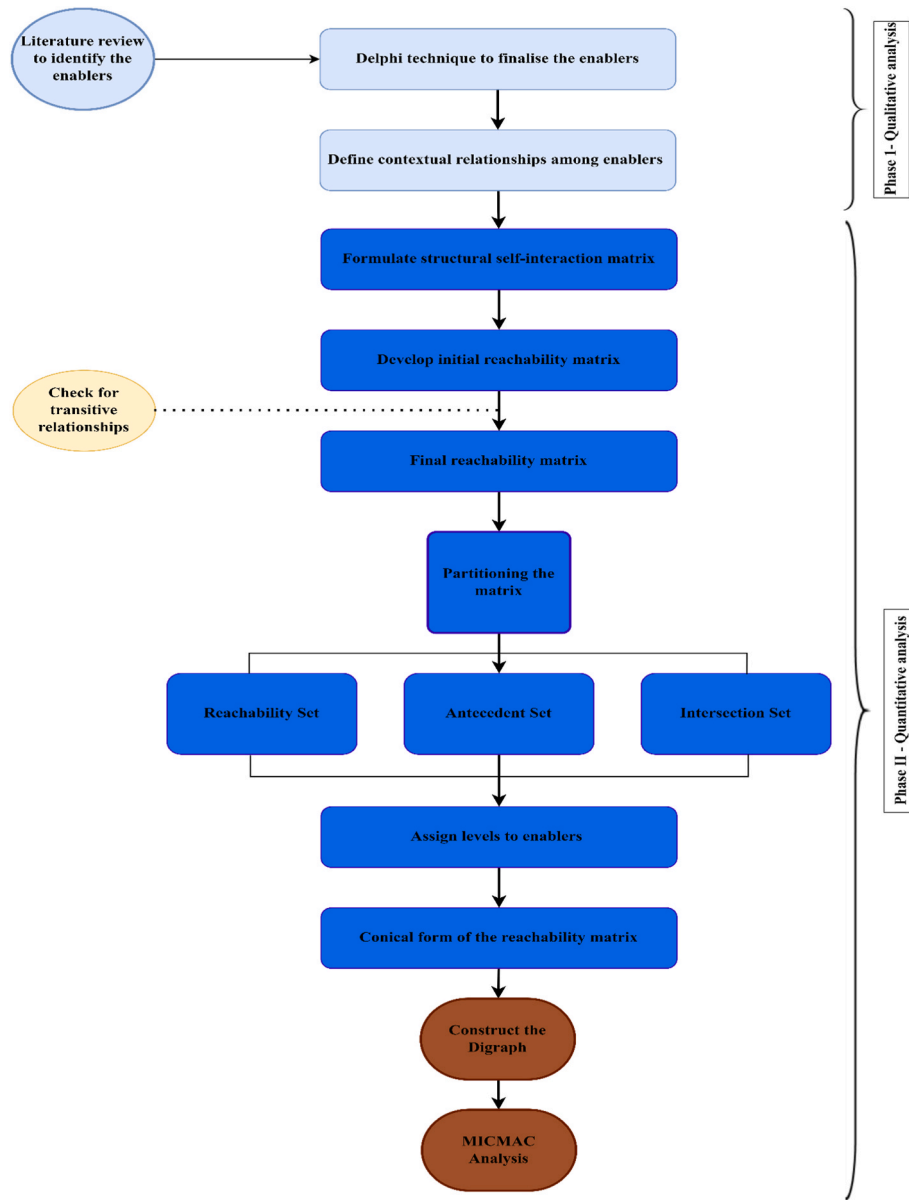 Literature review
to identify the
enablers
Delphi technique to finalise the enablers
Define contextual relationships among enablers
Phase 1- Qualitative analysis
Formulate structural self-interaction matrix
Develop initial reachability matrix
Check for
transitive
relationships
Final reachability matrix
Partitioning the
matrix
Reachability Set
Antecedent Set
Intersection Set
Phase II - Quantitative analysis
Assign levels to enablers
Conical form of the reachability matrix
Construct the
Digraph
MICMAC
Analysis